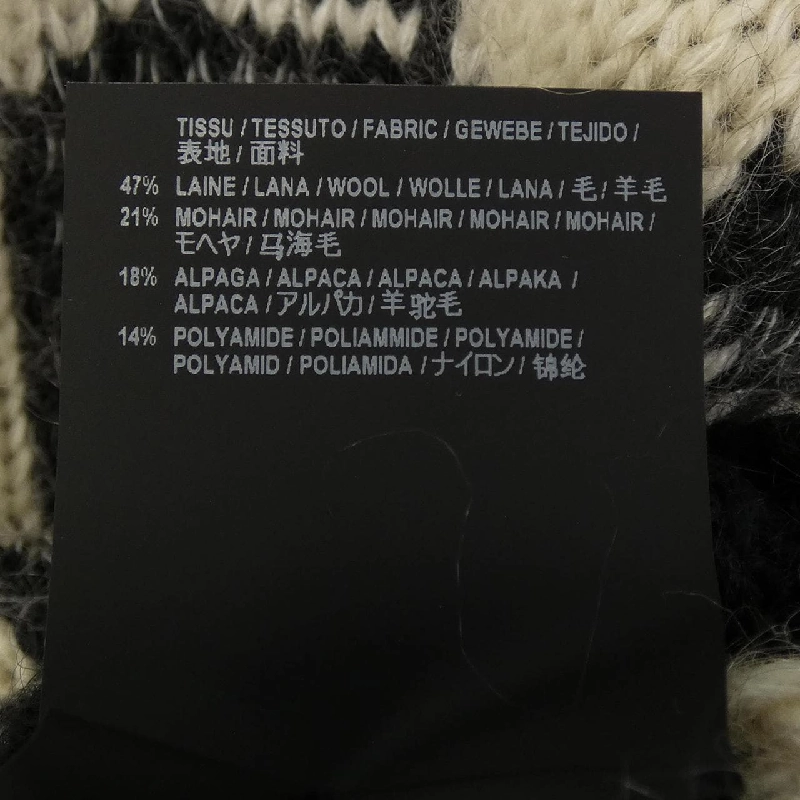 TISSU / TESSUTO / FABRIC / GEWEBE / TEJIDO /
表地 / 面料
47% LAINE / LANA / WOOL / WOLLE / LANA / 毛 / 羊毛
21% MOHAIR / MOHAIR / MOHAIR / MOHAIR / MOHAIR /
モヘヤ / 马海毛
18% ALPAGA / ALPACA / ALPACA / ALPAKA /
ALPACA / アルパカ / 羊驼毛
14% POLYAMIDE / POLIAMMIDE / POLYAMIDE /
POLYAMID / POLIAMIDA / ナイロン / 锦纶